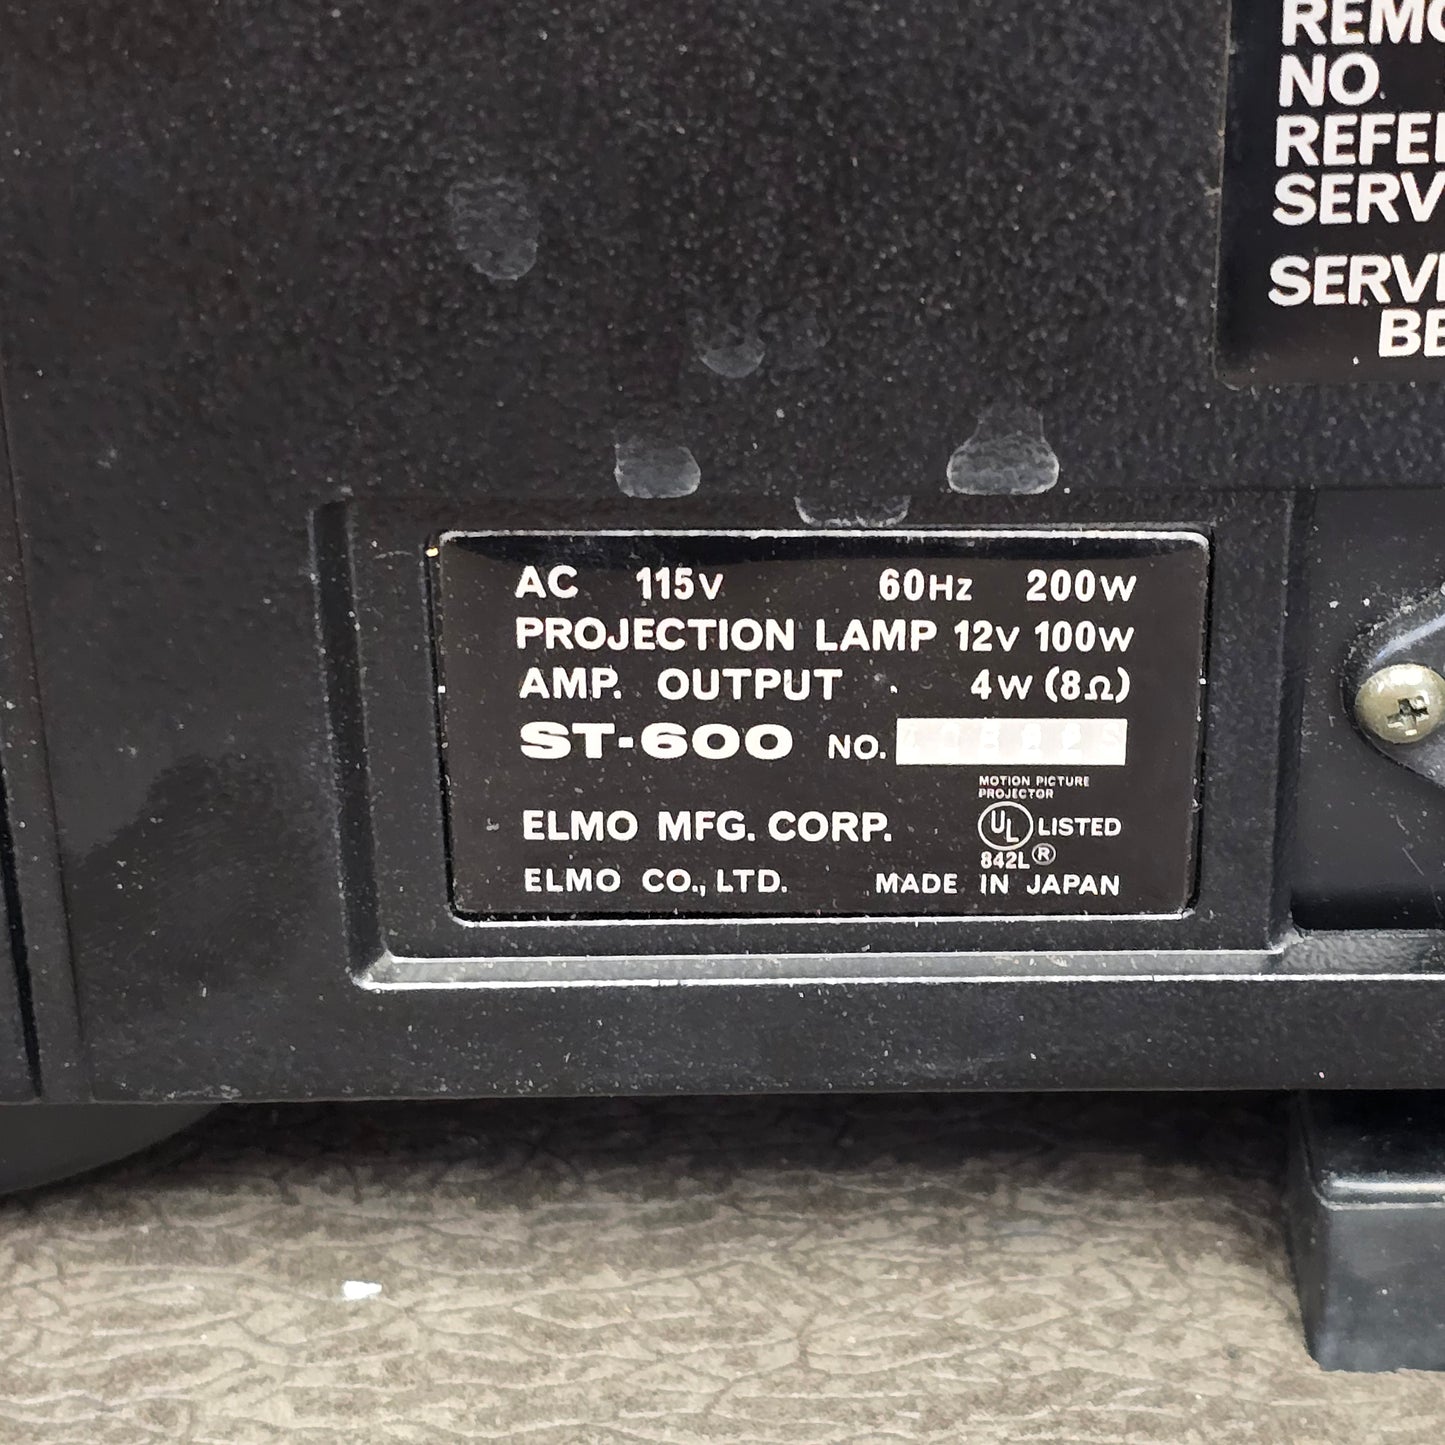 REMO
NO
REFE
SERV
SERVI
BE
AC 115V 60Hz 200W
PROJECTION LAMP 12V 100W
AMP. OUTPUT 4W (8Ω)
ST-600 NO.
MOTION PICTURE
PROJECTOR
ELMO MFG. CORP. UL LISTED
842L ®
ELMO CO., LTD. MADE IN JAPAN